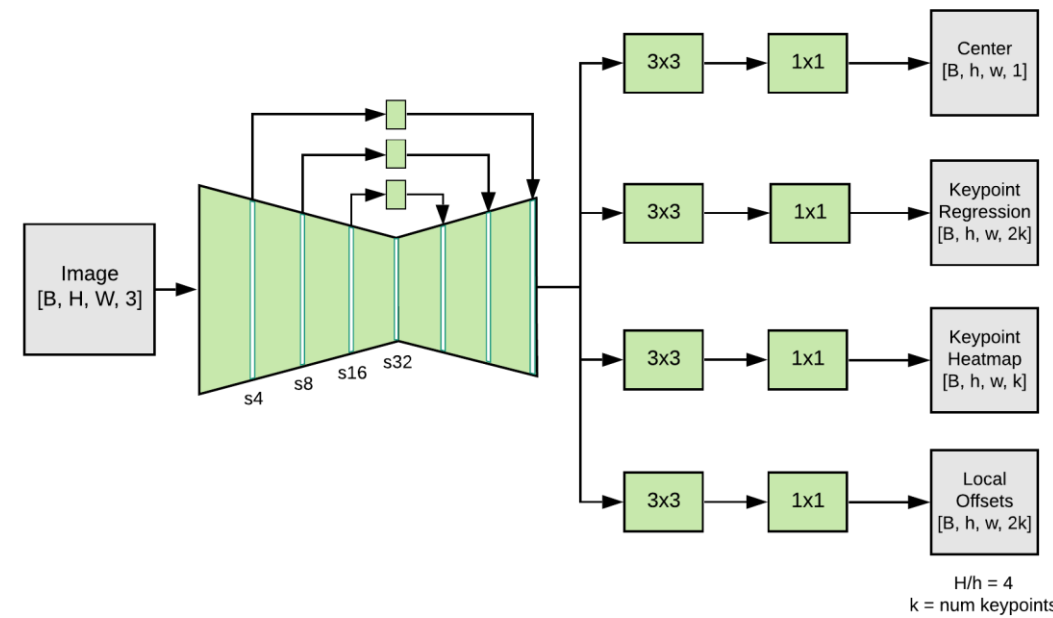 Image
[B, H, W, 3]
s4
s8
s16
s32
3x3
1x1
Center
[B, h, w, 1]
3x3
1x1
Keypoint
Regression
[B, h, w, 2k]
3x3
1x1
Keypoint
Heatmap
[B, h, w, k]
3x3
1x1
Local
Offsets
[B, h, w, 2k]
H/h = 4
k = num keypoints